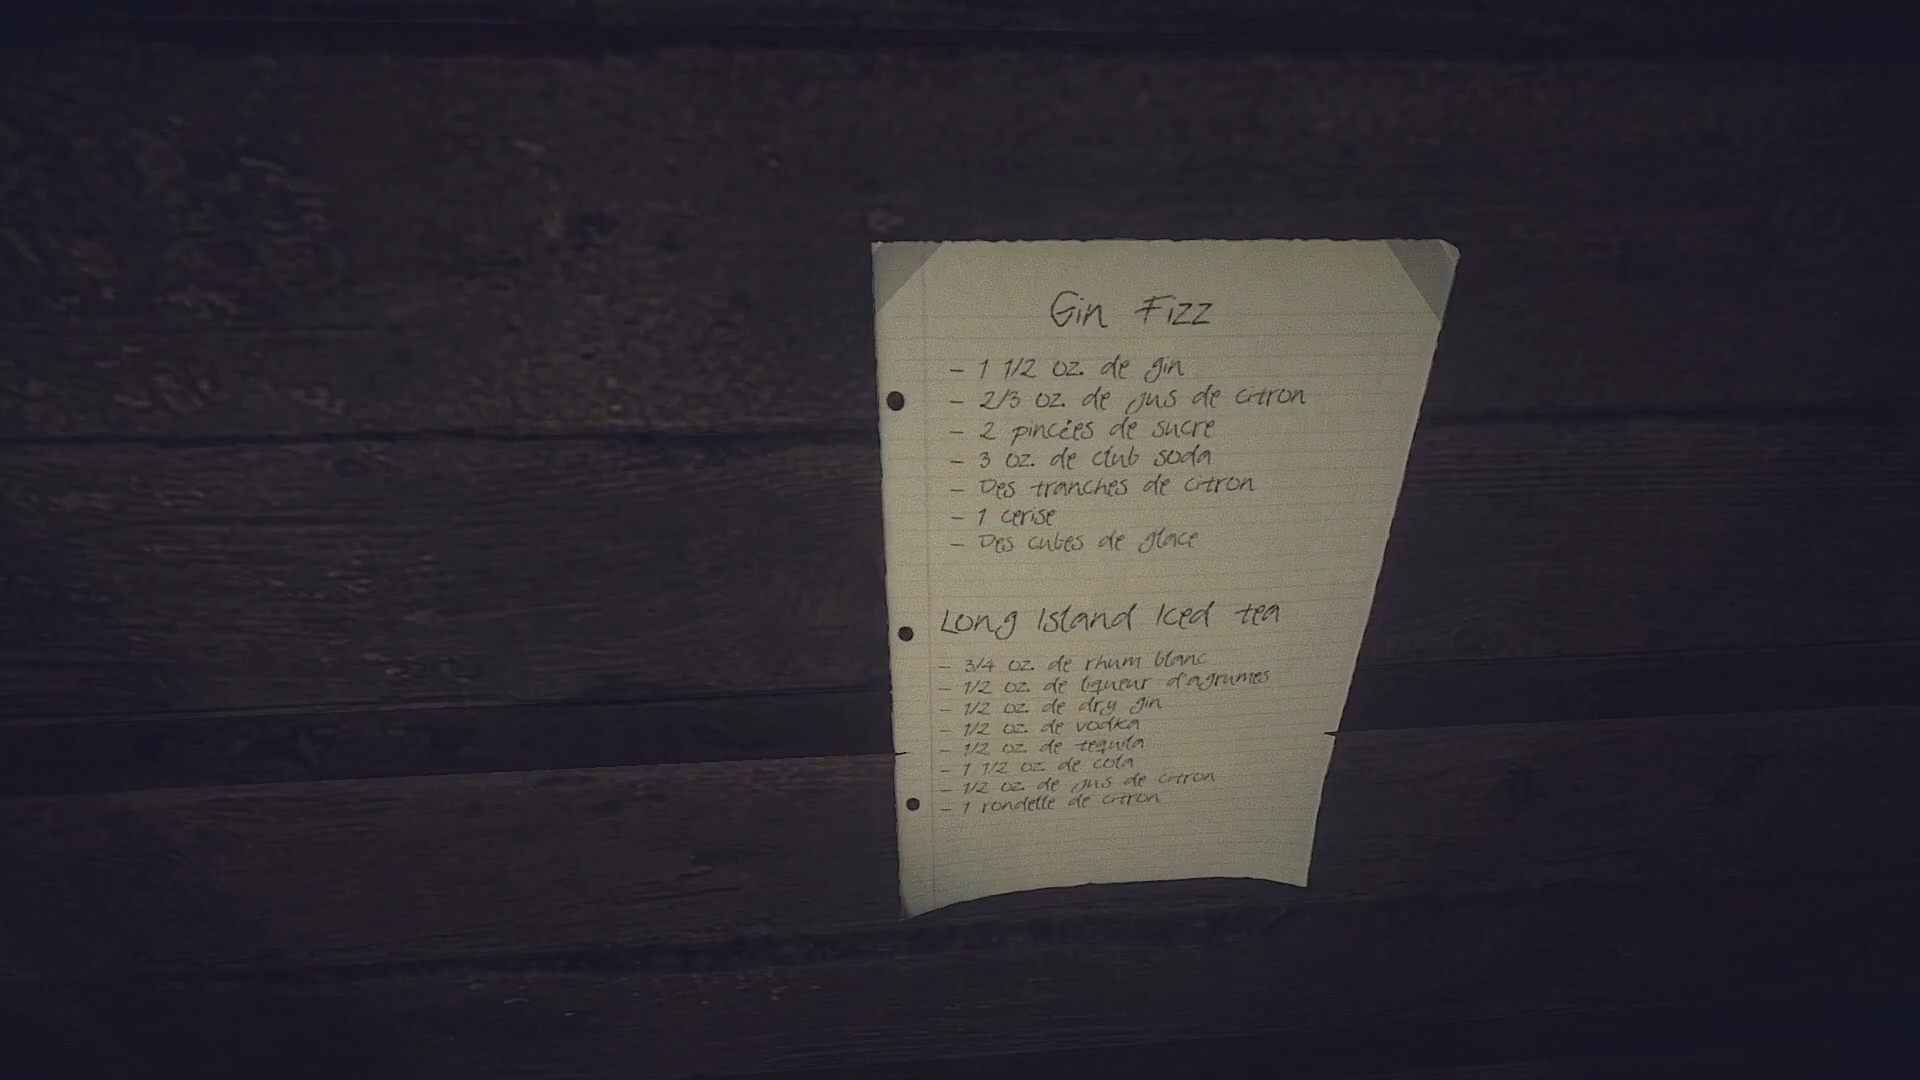 Gin Fizz
- 1 1/2 oz. de gin
- 2/3 oz. de jus de citron
- 2 pincées de sucre
- 3 oz. de club soda
- Des tranches de citron
- 1 cerise
- Des cubes de glace
Long Island Iced tea
- 3/4 oz. de rhum blanc
- 1/2 oz. de liqueur d'agrumes
- 1/2 oz. de dry gin
- 1/2 oz. de vodka
- 1/2 oz. de tequila
- 1 1/2 oz. de cola
- 1/2 oz. de jus de citron
- 1 rondelle de citron